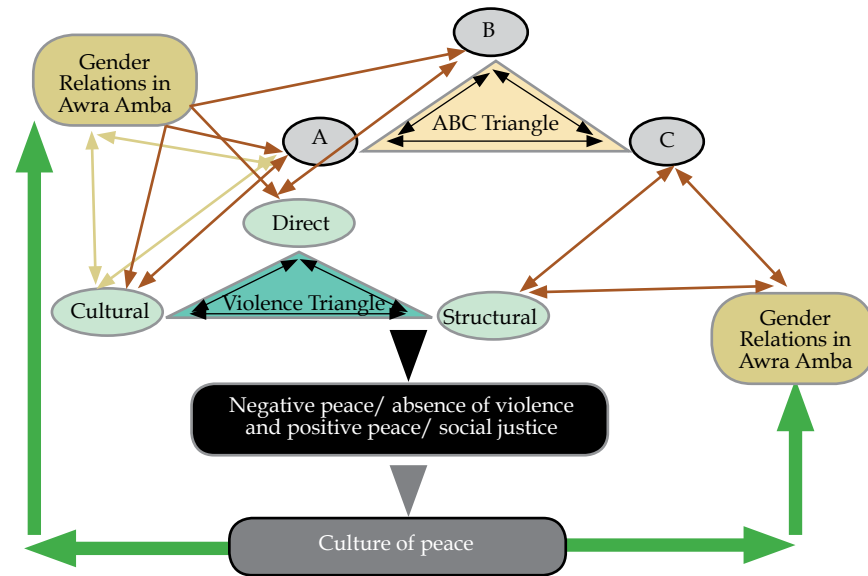 B
Gender
Relations in
Awra Amba
ABC Triangle
A
C
Direct
Cultural
Violence Triangle
Structural
Gender
Relations in
Awra Amba
Negative peace/ absence of violence
and positive peace/ social justice
Culture of peace